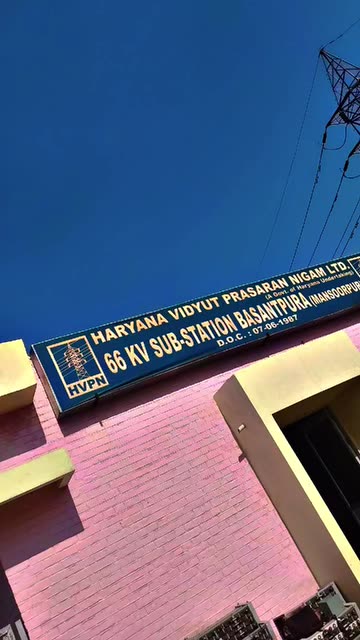 HARYANA VIDYUT PRASARAN NIGAM LTD.
(A Govt. of Haryana Undertaking)
66 KV SUB-STATION BASANTPURA (MANSOORPUR
D.O.C. : 07-06-1987
HVPN